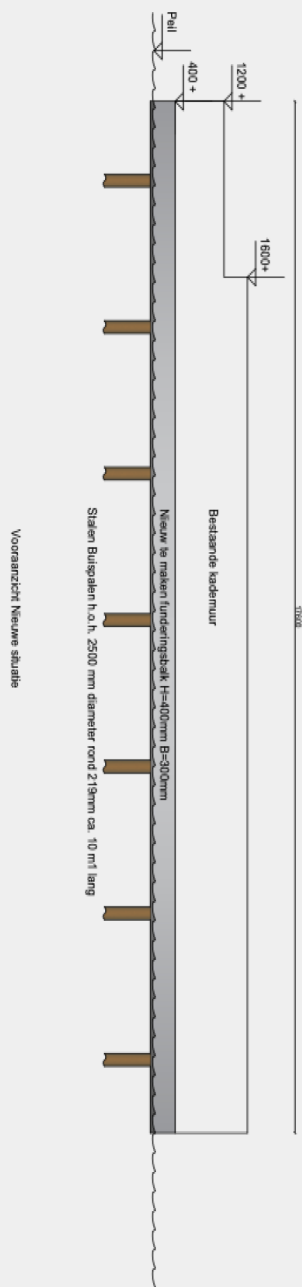 17600
1600+
1200 +
400 +
Peil
Bestaande kademuur
Nieuw te maken funderingsbalk H=400mm B=300mm
Stalen Buispalen h.o.h. 2500 mm diameter rond 219mm ca. 10 m1 lang
Vooraanzicht Nieuwe situatie